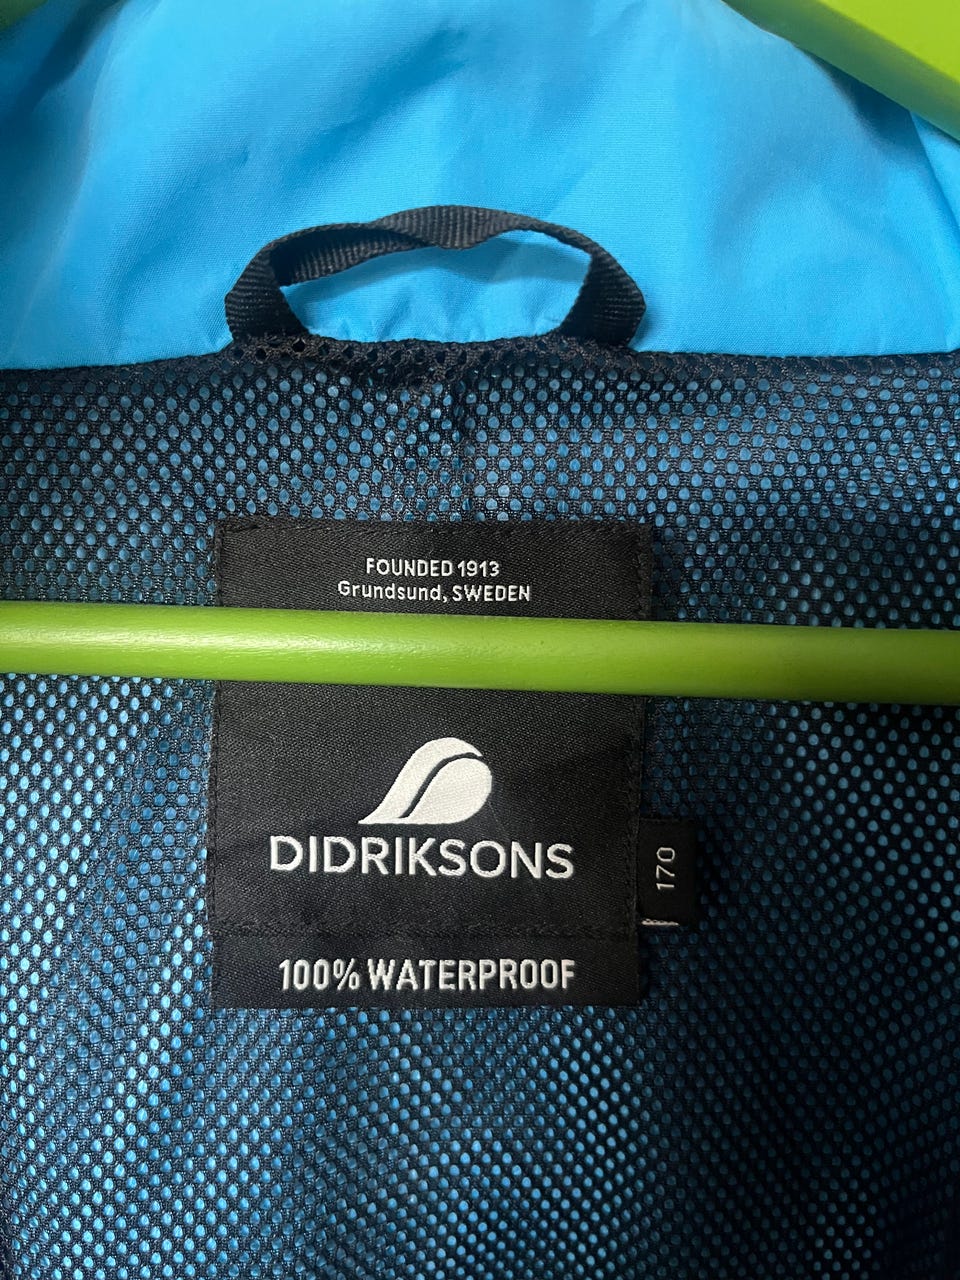 FOUNDED 1913
Grundsund, SWEDEN
DIDRIKSONS
170
100% WATERPROOF